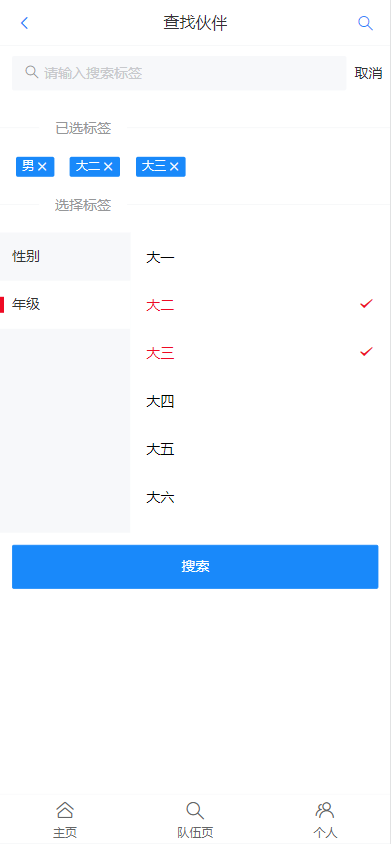 查找伙伴
请输入搜索标签 取消
已选标签
男 大二 大三
选择标签
性别 大一
年级 大二
大三
大四
大五
大六
搜索
主页 队伍页 个人